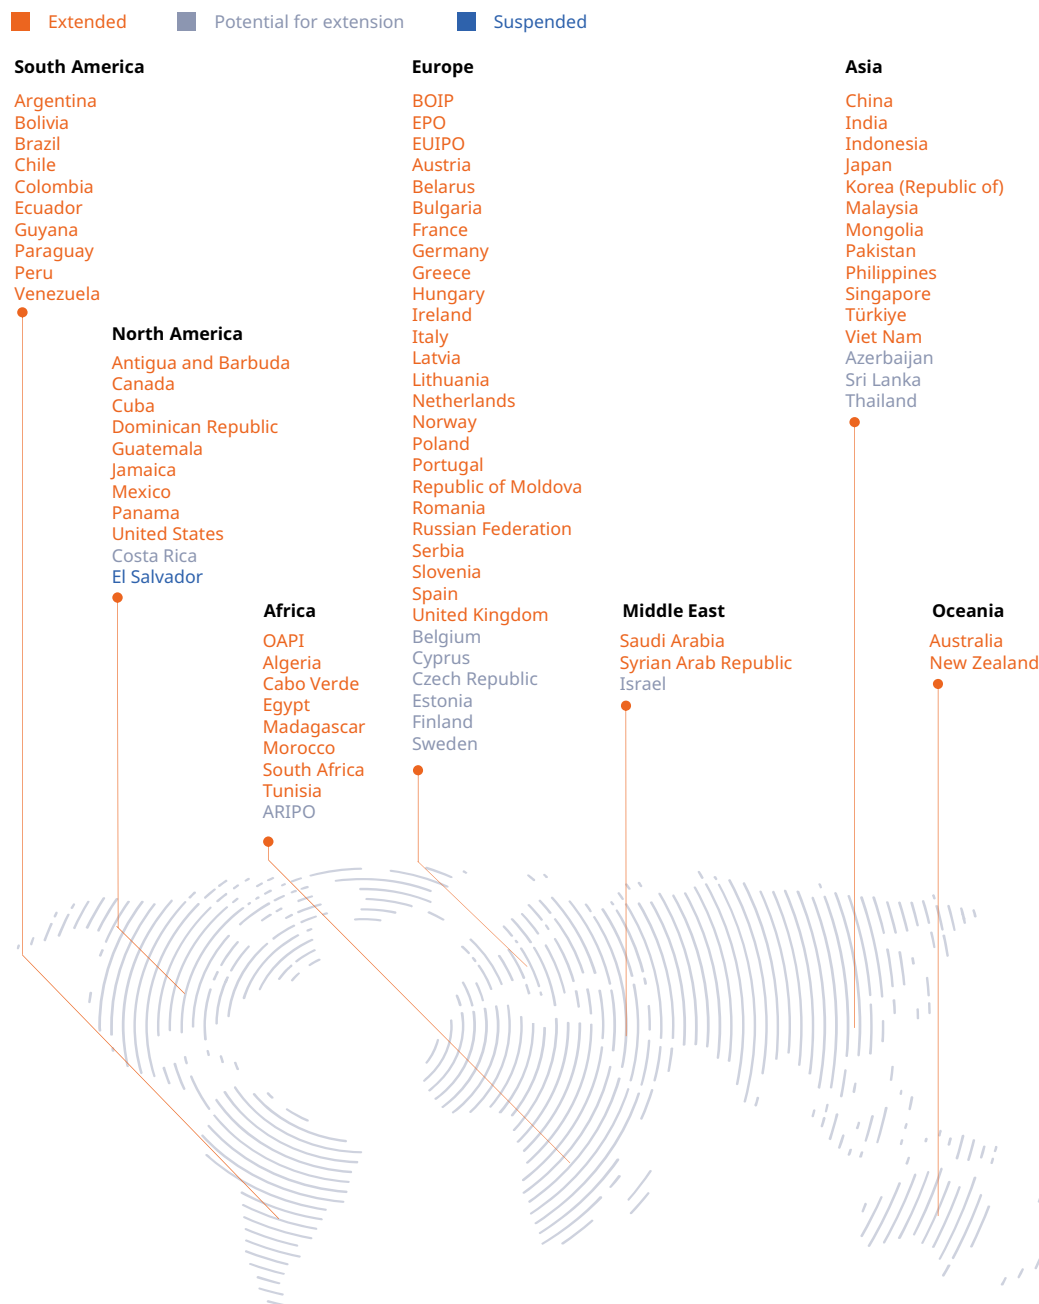 Extended
Potential for extension
Suspended
South America
Argentina
Bolivia
Brazil
Chile
Colombia
Ecuador
Guyana
Paraguay
Peru
Venezuela
North America
Antigua and Barbuda
Canada
Cuba
Dominican Republic
Guatemala
Jamaica
Mexico
Panama
United States
Costa Rica
El Salvador
Africa
OAPI
Algeria
Cabo Verde
Egypt
Madagascar
Morocco
South Africa
Tunisia
ARIPO
Europe
BOIP
EPO
EUIPO
Austria
Belarus
Bulgaria
France
Germany
Greece
Hungary
Ireland
Italy
Latvia
Lithuania
Netherlands
Norway
Poland
Portugal
Republic of Moldova
Romania
Russian Federation
Serbia
Slovenia
Spain
United Kingdom
Belgium
Cyprus
Czech Republic
Estonia
Finland
Sweden
Middle East
Saudi Arabia
Syrian Arab Republic
Israel
Asia
China
India
Indonesia
Japan
Korea (Republic of)
Malaysia
Mongolia
Pakistan
Philippines
Singapore
Türkiye
Viet Nam
Azerbaijan
Sri Lanka
Thailand
Oceania
Australia
New Zealand